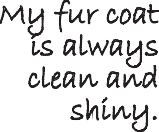 My fur coat
is always
clean and
shiny.